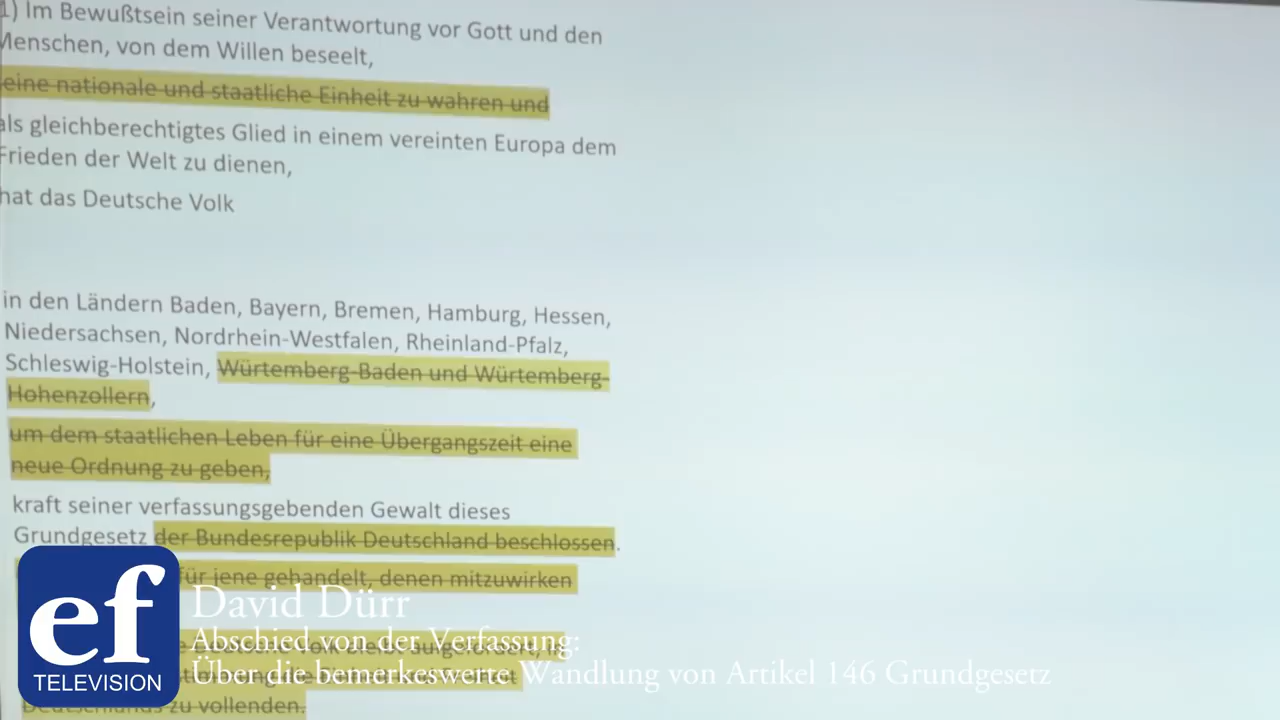 1) Im Bewußtsein seiner Verantwortung vor Gott und den
Menschen, von dem Willen beseelt,
seine nationale und staatliche Einheit zu wahren und
als gleichberechtigtes Glied in einem vereinten Europa dem
Frieden der Welt zu dienen,
hat das Deutsche Volk
in den Ländern Baden, Bayern, Bremen, Hamburg, Hessen,
Niedersachsen, Nordrhein-Westfalen, Rheinland-Pfalz,
Schleswig-Holstein, Würtemberg-Baden und Würtemberg-
Hohenzollern,
um dem staatlichen Leben für eine Übergangszeit eine
neue Ordnung zu geben,
kraft seiner verfassungsgebenden Gewalt dieses
Grundgesetz der Bundesrepublik Deutschland beschlossen.
für jene gehandelt, denen mitzuwirken
Deutsche Volk bleibt aufgefordert, in
Deutschlands zu vollenden.
ef
TELEVISION
David Dürr
Abschied von der Verfassung:
Über die bemerkeswerte Wandlung von Artikel 146 Grundgesetz